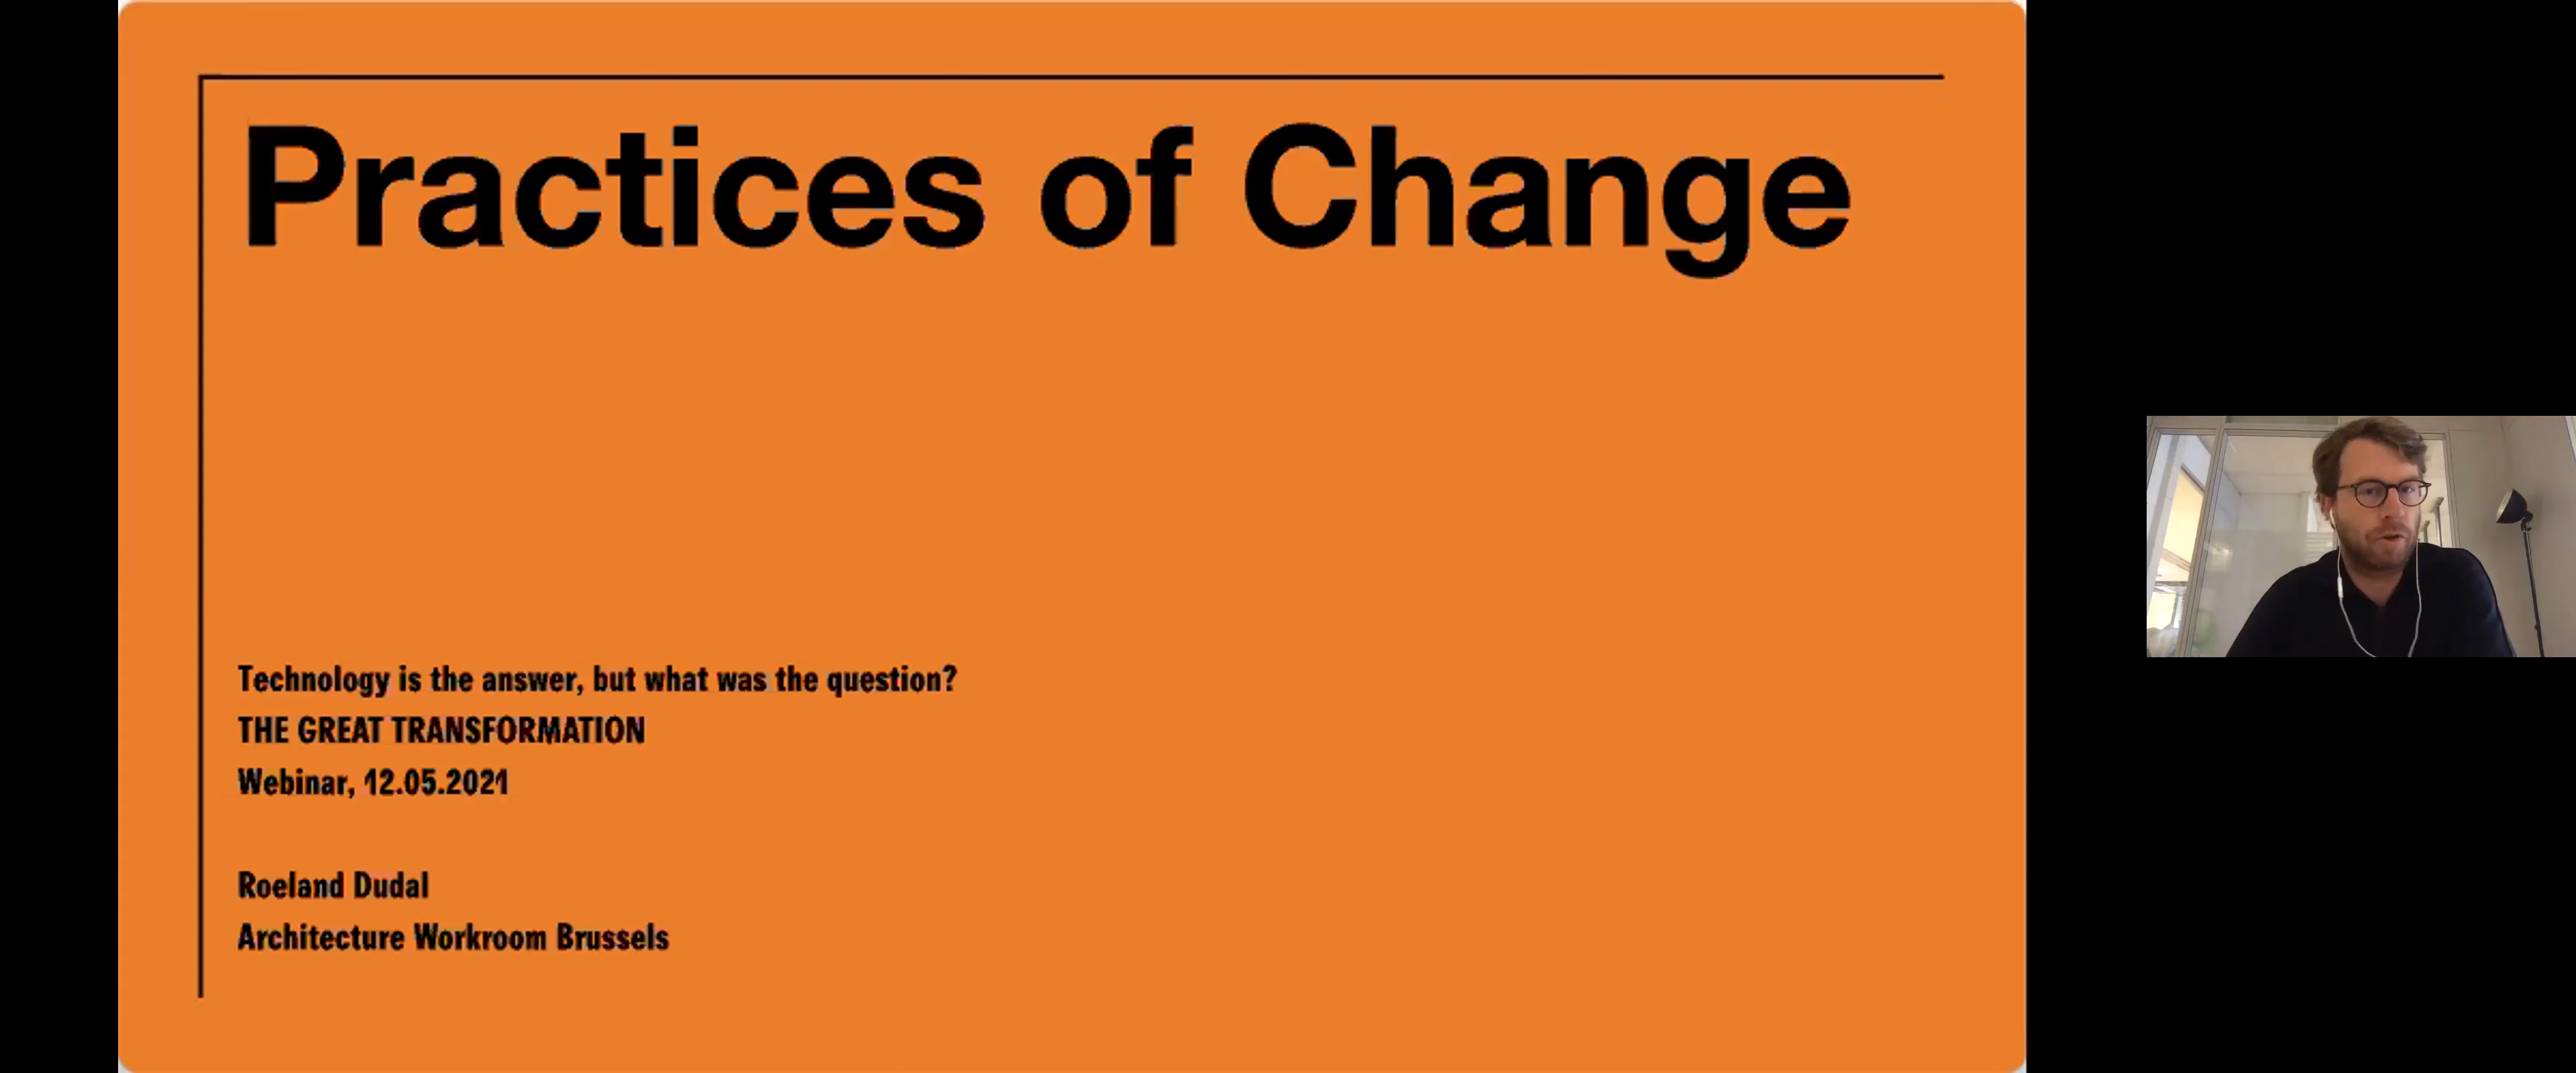 Practices of Change
Technology is the answer, but what was the question?
THE GREAT TRANSFORMATION
Webinar, 12.05.2021
Roeland Dudal
Architecture Workroom Brussels